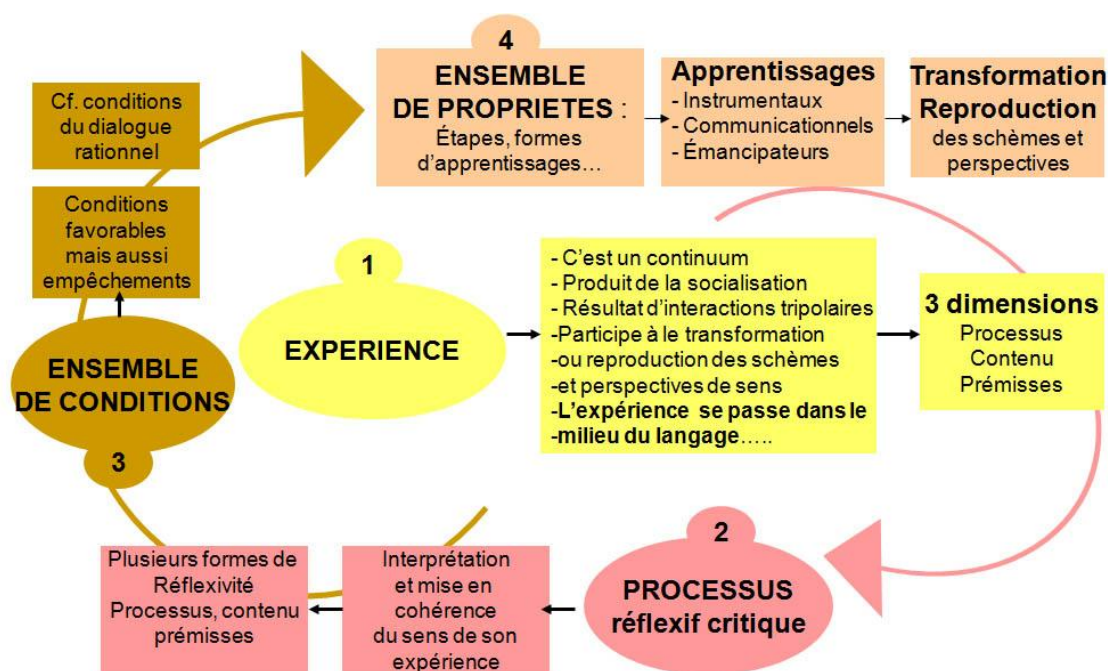 4
ENSEMBLE
DE PROPRIETES :
Étapes, formes
d'apprentissages…
Apprentissages
- Instrumentaux
- Communicationnels
- Émancipateurs
Transformation
Reproduction
des schèmes et
perspectives
Cf. conditions
du dialogue
rationnel
Conditions
favorables
mais aussi
empêchements
ENSEMBLE
DE CONDITIONS
3
1
EXPERIENCE
- C'est un continuum
- Produit de la socialisation
- Résultat d'interactions tripolaires
-Participe à le transformation
-ou reproduction des schèmes
-et perspectives de sens
-L'expérience se passe dans le
-milieu du langage…..
3 dimensions
Processus
Contenu
Prémisses
2
PROCESSUS
réflexif critique
Interprétation
et mise en
cohérence
du sens de son
expérience
Plusieurs formes de
Réflexivité
Processus, contenu
prémisses